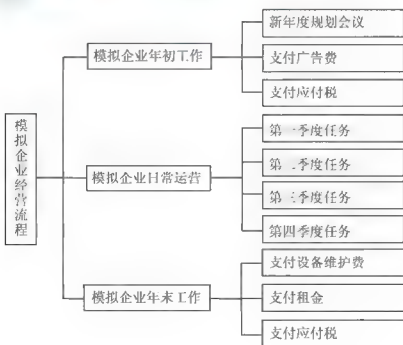 模拟企业经营流程
模拟企业年初工作
新年度规划会议
支付广告费
支付应付税
模拟企业日常运营
第一季度任务
第二季度任务
第三季度任务
第四季度任务
模拟企业年末工作
支付设备维护费
支付租金
支付应付税